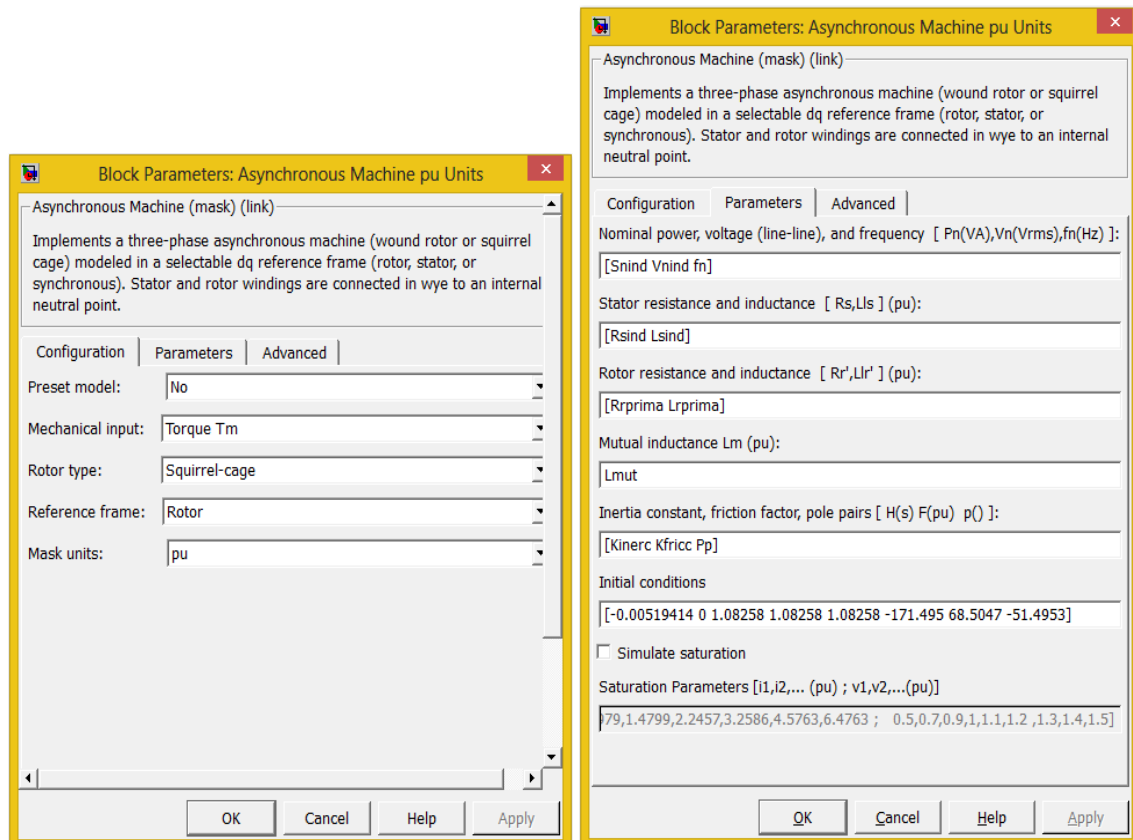 Block Parameters: Asynchronous Machine pu Units
Asynchronous Machine (mask) (link)
Implements a three-phase asynchronous machine (wound rotor or squirrel
cage) modeled in a selectable dq reference frame (rotor, stator, or
synchronous). Stator and rotor windings are connected in wye to an internal
neutral point.
Configuration Parameters Advanced
Preset model: No
Mechanical input: Torque Tm
Rotor type: Squirrel-cage
Reference frame: Rotor
Mask units: pu
OK Cancel Help Apply
Block Parameters: Asynchronous Machine pu Units
Asynchronous Machine (mask) (link)
Implements a three-phase asynchronous machine (wound rotor or squirrel
cage) modeled in a selectable dq reference frame (rotor, stator, or
synchronous). Stator and rotor windings are connected in wye to an internal
neutral point.
Configuration Parameters Advanced
Nominal power, voltage (line-line), and frequency [ Pn(VA),Vn(Vrms),fn(Hz) ]:
[Snind Vnind fn]
Stator resistance and inductance [ Rs,Lls ] (pu):
[Rsind Lsind]
Rotor resistance and inductance [ Rr',Llr' ] (pu):
[Rrprima Lrprima]
Mutual inductance Lm (pu):
Lmut
Inertia constant, friction factor, pole pairs [ H(s) F(pu) p() ]:
[Kinerc Kfricc Pp]
Initial conditions
[-0.00519414 0 1.08258 1.08258 1.08258 -171.495 68.5047 -51.4953]
Simulate saturation
Saturation Parameters [i1,i2,... (pu) ; v1,v2,...(pu)]
979,1.4799,2.2457,3.2586,4.5763,6.4763 ; 0.5,0.7,0.9,1,1.1,1.2 ,1.3,1.4,1.5]
OK Cancel Help Apply